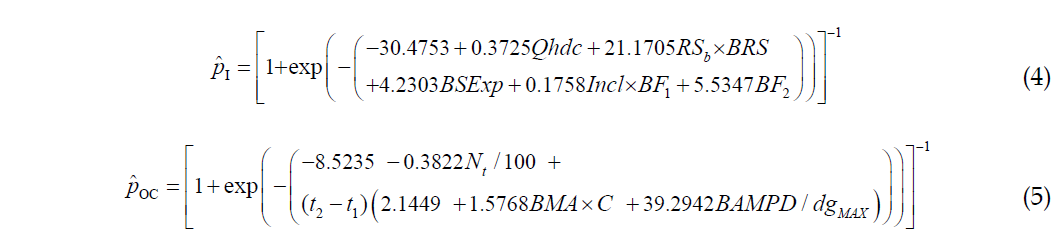 p̂_I = [1+exp(−(−30.4753+0.3725Qhdc+21.1705RS_b×BRS
+4.2303BSExp+0.1758Incl×BF_1+5.5347BF_2))]^−1 (4)
p̂_OC = [1+exp(−(−8.5235 −0.3822N_t/100 +
(t_2−t_1)(2.1449 +1.5768BMA×C +39.2942BAMPD/dg_MAX)))]^−1 (5)